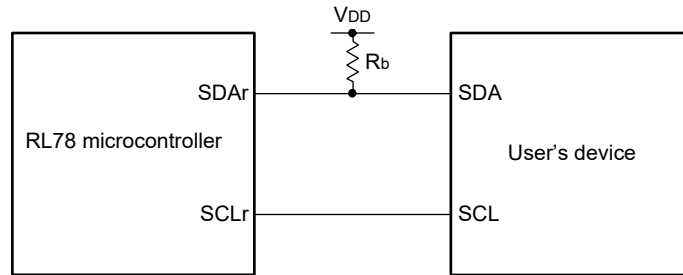 VDD
Rb
SDAr
SDA
RL78 microcontroller
User's device
SCLr
SCL